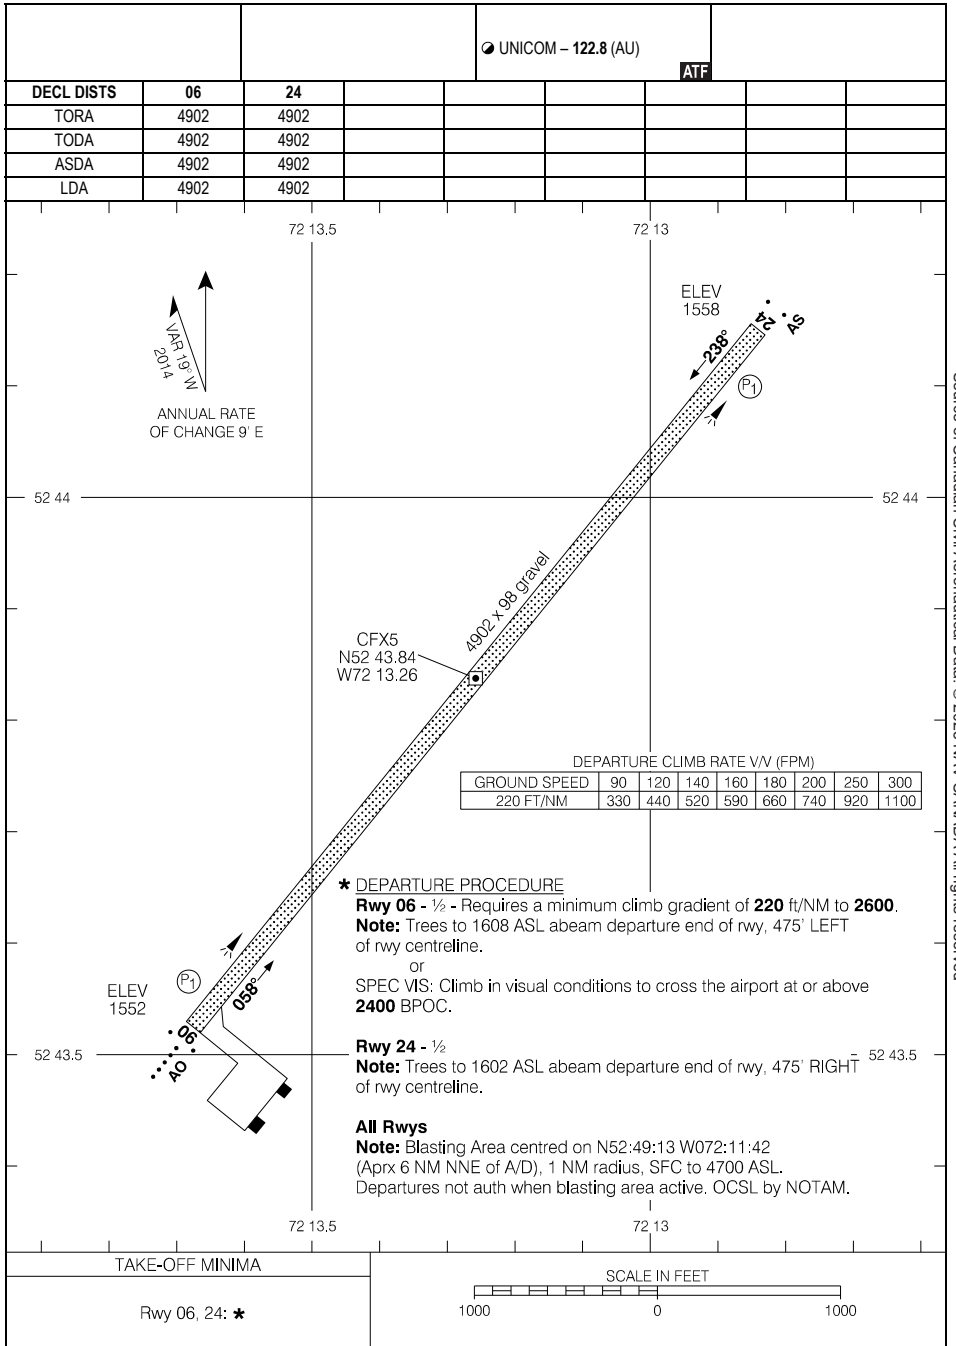 UNICOM – 122.8 (AU)
ATF
DECL DISTS 06 24
TORA 4902 4902
TODA 4902 4902
ASDA 4902 4902
LDA 4902 4902
72 13.5 72 13
ELEV
1558
24
AS
238°
P1
VAR 19° W
2014
ANNUAL RATE
OF CHANGE 9' E
52 44 52 44
4902 x 98 gravel
CFX5
N52 43.84
W72 13.26
DEPARTURE CLIMB RATE V/V (FPM)
GROUND SPEED 90 120 140 160 180 200 250 300
220 FT/NM 330 440 520 590 660 740 920 1100
* DEPARTURE PROCEDURE
Rwy 06 - ½ - Requires a minimum climb gradient of 220 ft/NM to 2600.
Note: Trees to 1608 ASL abeam departure end of rwy, 475' LEFT
of rwy centreline.
or
SPEC VIS: Climb in visual conditions to cross the airport at or above
2400 BPOC.
P1
058°
ELEV
1552
06
AO
52 43.5 52 43.5
Rwy 24 - ½
Note: Trees to 1602 ASL abeam departure end of rwy, 475' RIGHT
of rwy centreline.
All Rwys
Note: Blasting Area centred on N52:49:13 W072:11:42
(Aprx 6 NM NNE of A/D), 1 NM radius, SFC to 4700 ASL.
Departures not auth when blasting area active. OCSL by NOTAM.
72 13.5 72 13
TAKE-OFF MINIMA
Rwy 06, 24: *
SCALE IN FEET
1000 0 1000